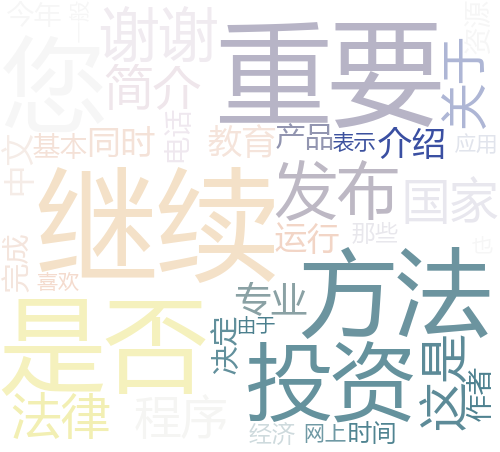 今年
一般
资源
您
谢谢
重要
简介
关于
电话
中文
基本
同时
教育
产品
表示
介绍
应用
继续
发布
国家
完成
喜欢
运行
那些
也
是否
专业
方法
决定
由于
投资
这是
作者
法律
程序
经济
网上
时间